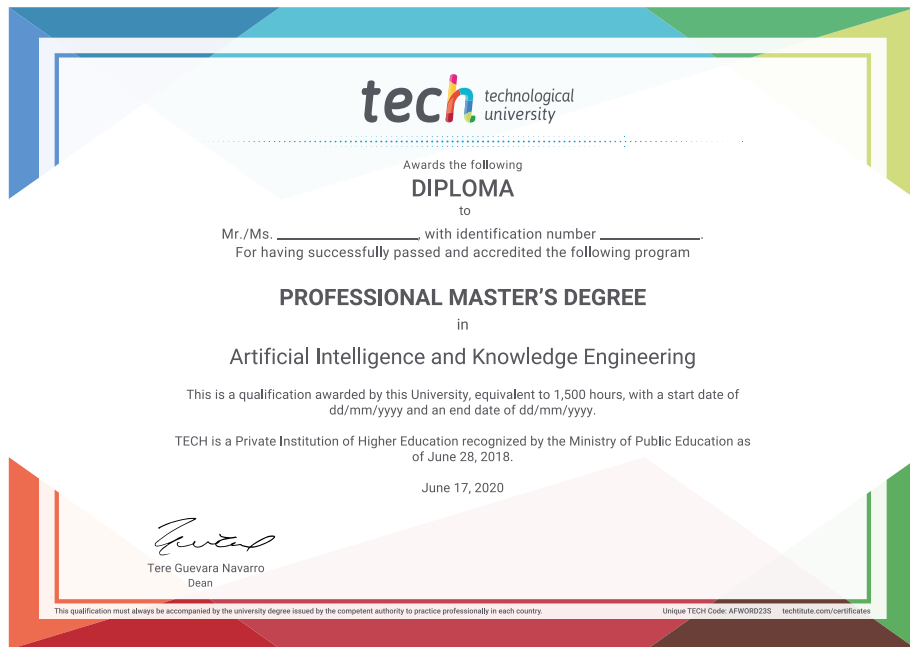 tech technological
university
Awards the following
DIPLOMA
to
Mr./Ms. ____________________, with identification number ______________.
For having successfully passed and accredited the following program
PROFESSIONAL MASTER'S DEGREE
in
Artificial Intelligence and Knowledge Engineering
This is a qualification awarded by this University, equivalent to 1,500 hours, with a start date of
dd/mm/yyyy and an end date of dd/mm/yyyy.
TECH is a Private Institution of Higher Education recognized by the Ministry of Public Education as
of June 28, 2018.
June 17, 2020
Tere Guevara Navarro
Dean
This qualification must always be accompanied by the university degree issued by the competent authority to practice professionally in each country. Unique TECH Code: AFWORD23S techtitute.com/certificates